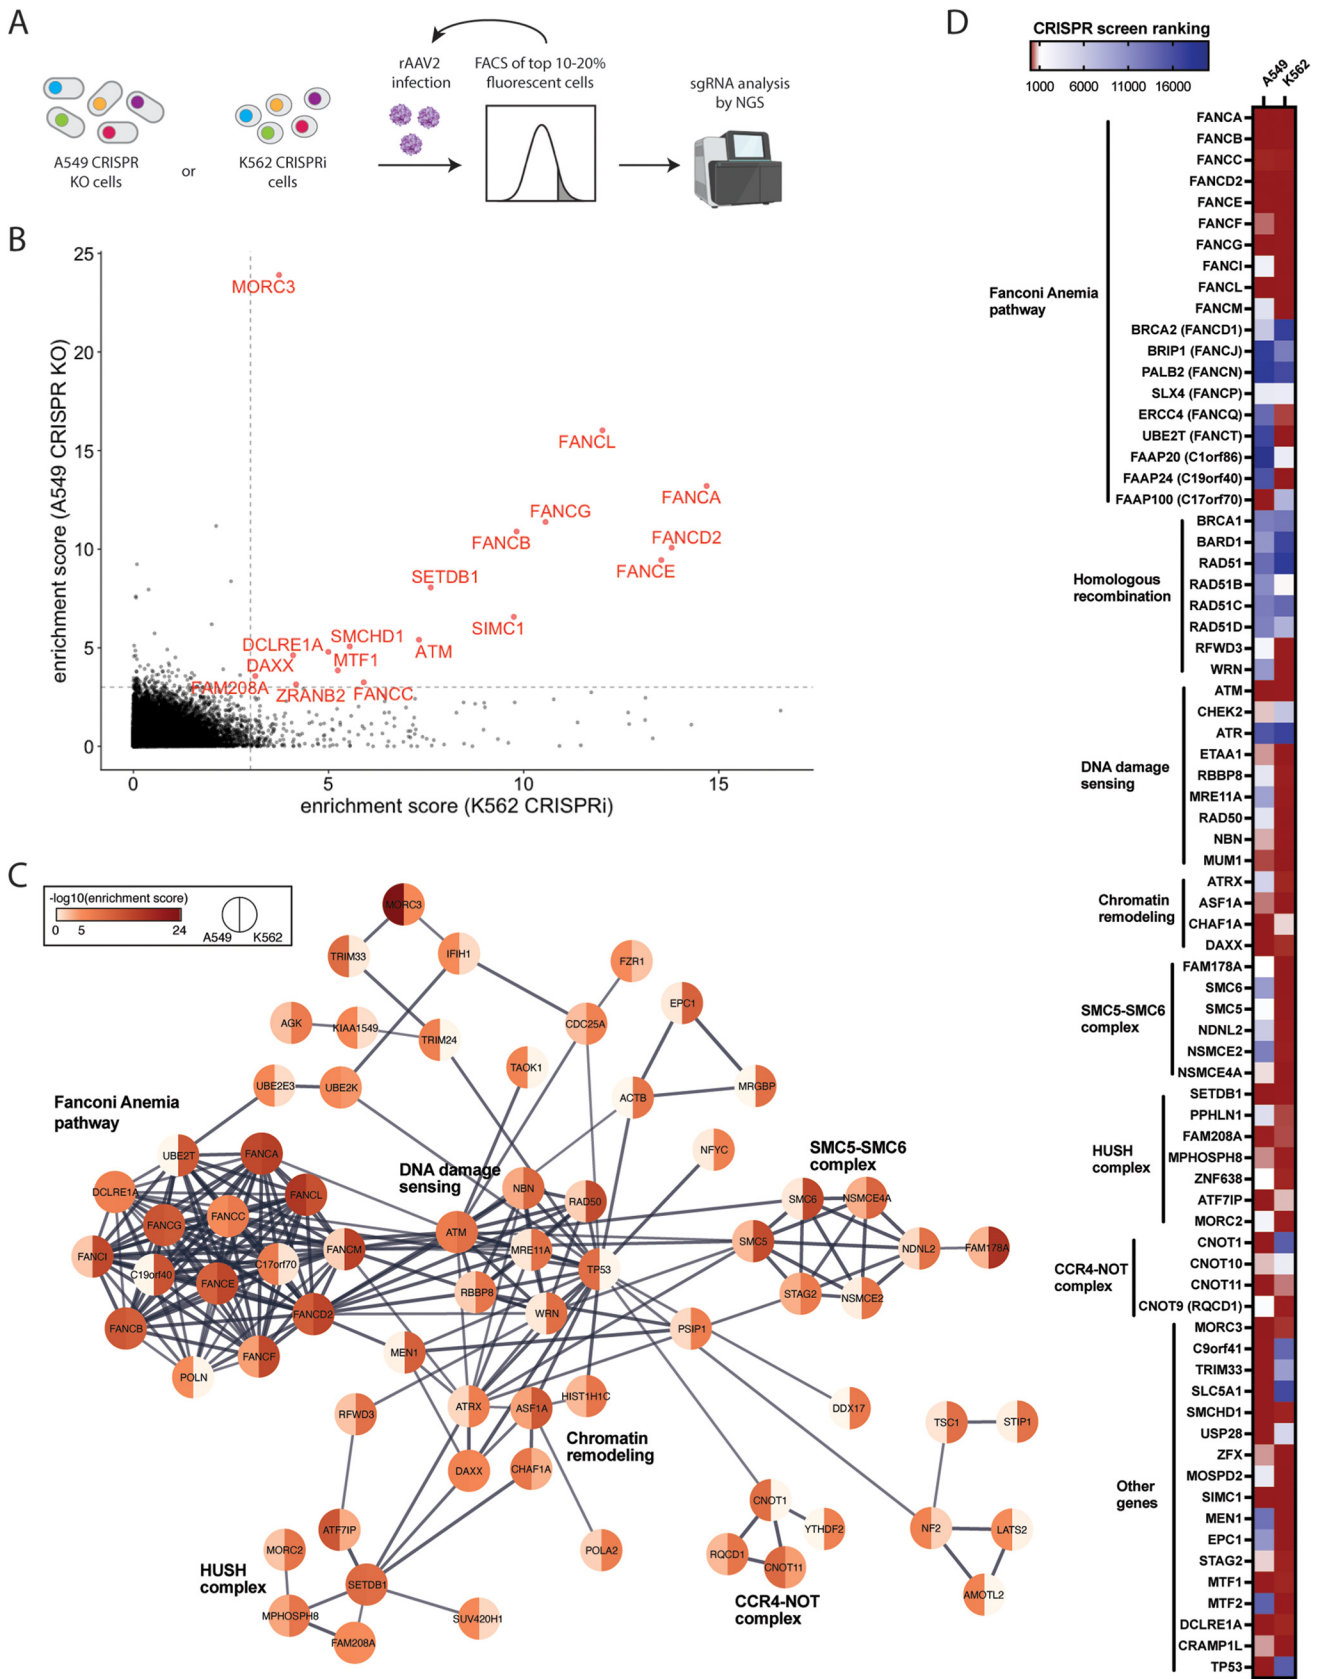 A
rAAV2
infection
FACS of top 10-20%
fluorescent cells
sgRNA analysis
by NGS
A549 CRISPR
KO cells
or
K562 CRISPRi
cells
B
25
20
15
10
5
0
enrichment score (A549 CRISPR KO)
MORC3
FANCL
FANCA
FANCG
FANCB
FANCD2
FANCE
SETDB1
SIMC1
SMCHD1
DCLRE1A
ATM
MTF1
DAXX
FAM208A
ZRANB2
FANCC
0
5
10
15
enrichment score (K562 CRISPRi)
C
-log10(enrichment score)
0
5
24
A549
K562
MORC3
TRIM33
IFIH1
FZR1
AGK
KIAA1549
TRIM24
CDC25A
EPC1
TAOK1
UBE2E3
UBE2K
ACTB
MRGBP
Fanconi Anemia
pathway
NFYC
UBE2T
FANCA
DCLRE1A
FANCL
FANCG
FANCC
FANCI
C19orf40
C17orf70
FANCM
FANCE
FANCB
FANCD2
FANCF
POLN
DNA damage
sensing
NBN
RAD50
ATM
MRE11A
TP53
RBBP8
WRN
SMC5-SMC6
complex
SMC6
NSMCE4A
SMC5
NDNL2
FAM178A
STAG2
NSMCE2
PSIP1
MEN1
RFWD3
ATRX
ASF1A
HIST1H1C
DAXX
CHAF1A
Chromatin
remodeling
DDX17
TSC1
STIP1
ATF7IP
MORC2
HUSH
complex
SETDB1
MPHOSPH8
FAM208A
SUV420H1
POLA2
CNOT1
YTHDF2
RQCD1
CNOT11
CCR4-NOT
complex
NF2
LATS2
AMOTL2
D
CRISPR screen ranking
1000
6000
11000
16000
A549
K562
Fanconi Anemia
pathway
FANCA
FANCB
FANCC
FANCD2
FANCE
FANCF
FANCG
FANCI
FANCL
FANCM
BRCA2 (FANCD1)
BRIP1 (FANCJ)
PALB2 (FANCN)
SLX4 (FANCP)
ERCC4 (FANCQ)
UBE2T (FANCT)
FAAP20 (C1orf86)
FAAP24 (C19orf40)
FAAP100 (C17orf70)
Homologous
recombination
BRCA1
BARD1
RAD51
RAD51B
RAD51C
RAD51D
RFWD3
WRN
DNA damage
sensing
ATM
CHEK2
ATR
ETAA1
RBBP8
MRE11A
RAD50
NBN
MUM1
Chromatin
remodeling
ATRX
ASF1A
CHAF1A
DAXX
SMC5-SMC6
complex
FAM178A
SMC6
SMC5
NDNL2
NSMCE2
NSMCE4A
HUSH
complex
SETDB1
PPHLN1
FAM208A
MPHOSPH8
ZNF638
ATF7IP
MORC2
CCR4-NOT
complex
CNOT1
CNOT10
CNOT11
CNOT9 (RQCD1)
Other
genes
MORC3
C9orf41
TRIM33
SLC5A1
SMCHD1
USP28
ZFX
MOSPD2
SIMC1
MEN1
EPC1
STAG2
MTF1
MTF2
DCLRE1A
CRAMP1L
TP53